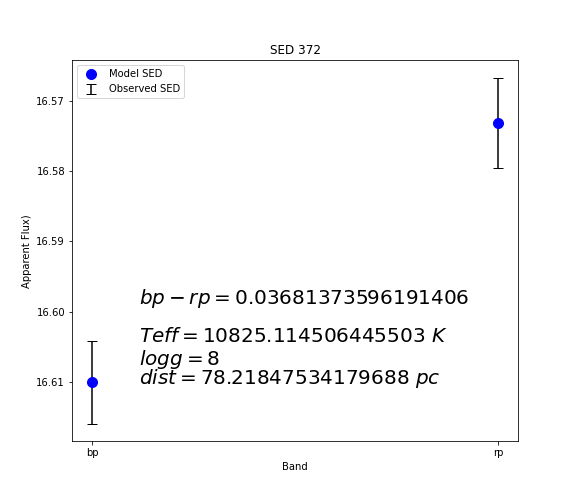 SED 372
Model SED
Observed SED
16.57
16.58
16.59
16.60
16.61
Apparent Flux)
bp − rp = 0.03681373596191406
Teff = 10825.114506445503 K
logg = 8
dist = 78.21847534179688 pc
bp
rp
Band